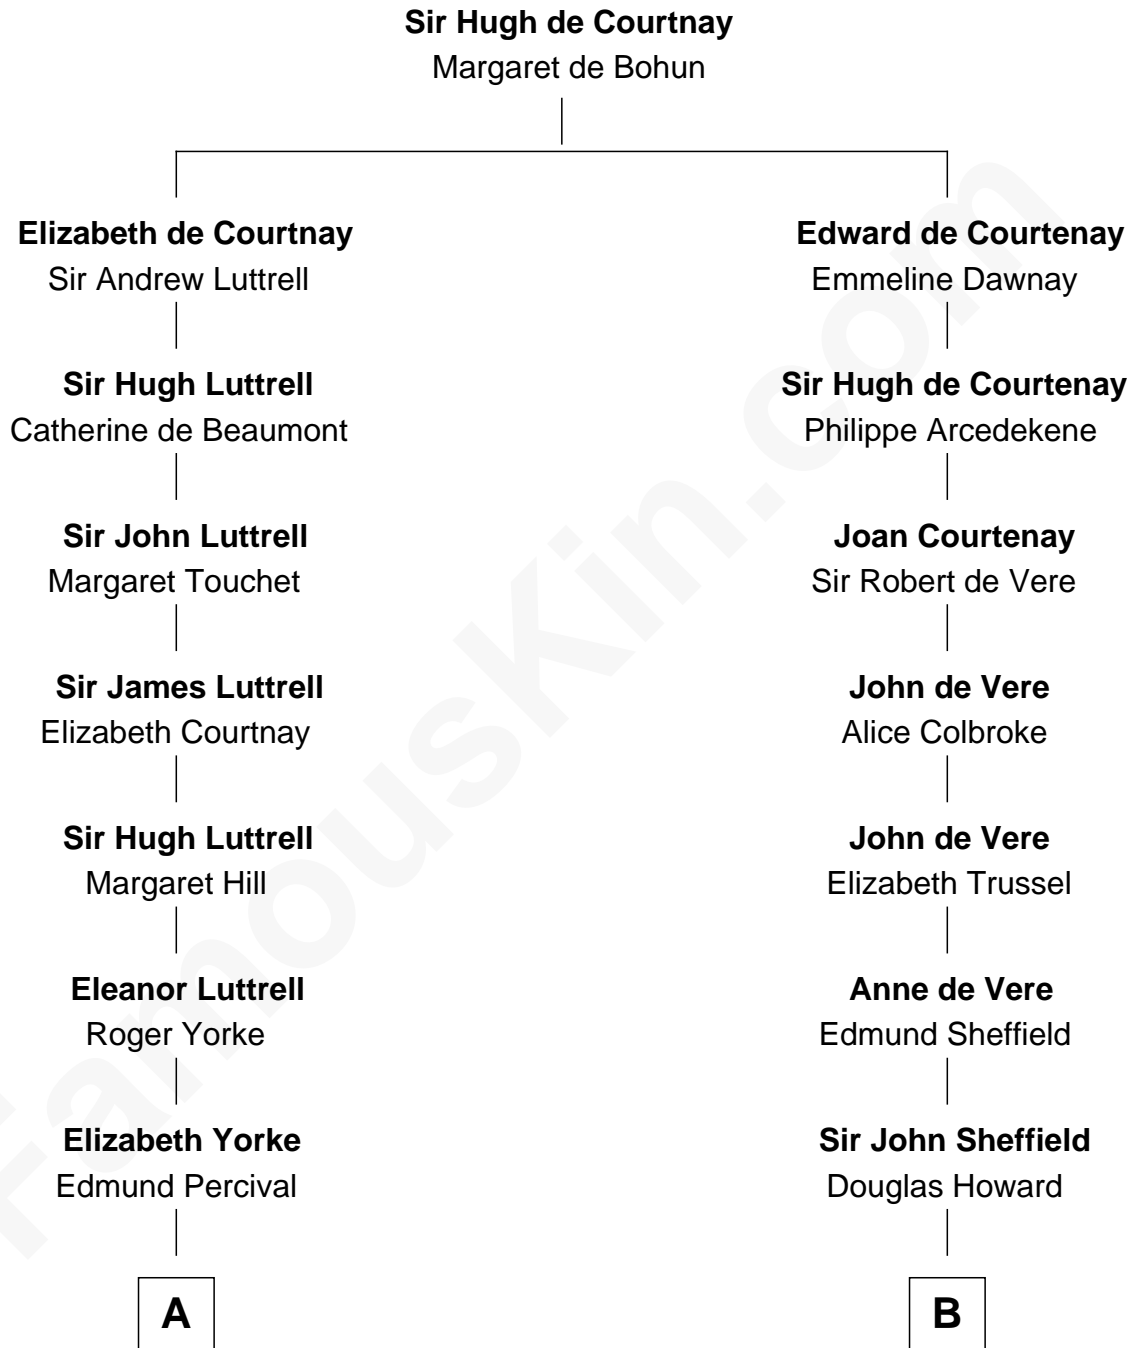 Sir Hugh de Courtnay
Margaret de Bohun
Elizabeth de Courtnay
Sir Andrew Luttrell
Edward de Courtenay
Emmeline Dawnay
Sir Hugh Luttrell
Catherine de Beaumont
Sir Hugh de Courtenay
Philippe Arcedekene
Sir John Luttrell
Margaret Touchet
Joan Courtenay
Sir Robert de Vere
Sir James Luttrell
Elizabeth Courtnay
John de Vere
Alice Colbroke
Sir Hugh Luttrell
Margaret Hill
John de Vere
Elizabeth Trussel
Eleanor Luttrell
Roger Yorke
Anne de Vere
Edmund Sheffield
Elizabeth Yorke
Edmund Percival
Sir John Sheffield
Douglas Howard
A
B
FamousKin.com